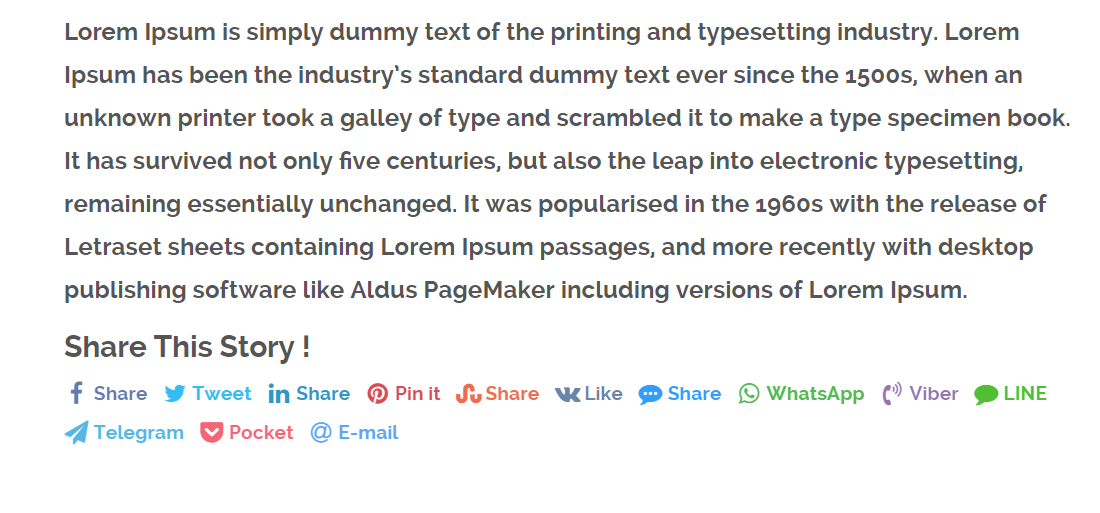 Lorem Ipsum is simply dummy text of the printing and typesetting industry. Lorem
Ipsum has been the industry’s standard dummy text ever since the 1500s, when an
unknown printer took a galley of type and scrambled it to make a type specimen book.
It has survived not only five centuries, but also the leap into electronic typesetting,
remaining essentially unchanged. It was popularised in the 1960s with the release of
Letraset sheets containing Lorem Ipsum passages, and more recently with desktop
publishing software like Aldus PageMaker including versions of Lorem Ipsum.
Share This Story !
Share Tweet Share Pin it Share Like Share WhatsApp Viber LINE
Telegram Pocket E-mail